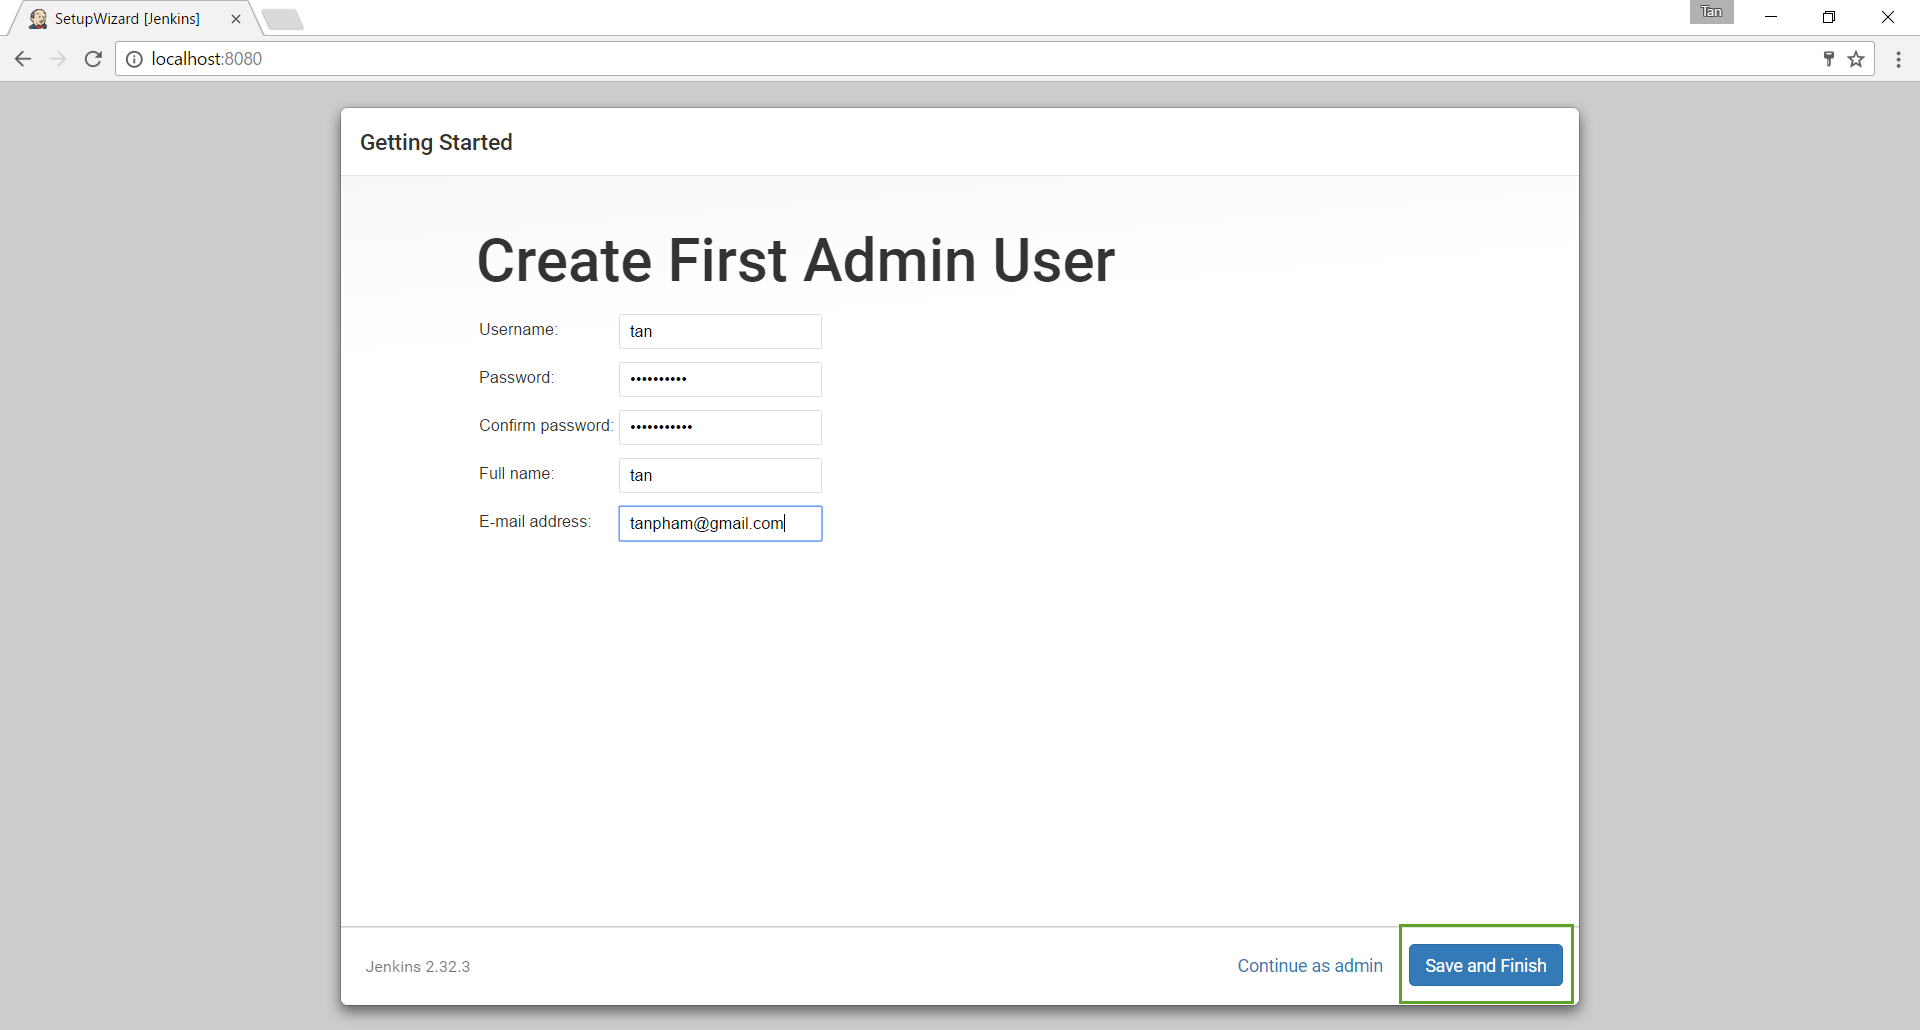 SetupWizard [Jenkins]
Tan
localhost:8080
Getting Started
Create First Admin User
Username: tan
Password: ••••••••••
Confirm password: •••••••••••
Full name: tan
E-mail address: tanpham@gmail.com
Jenkins 2.32.3
Continue as admin
Save and Finish